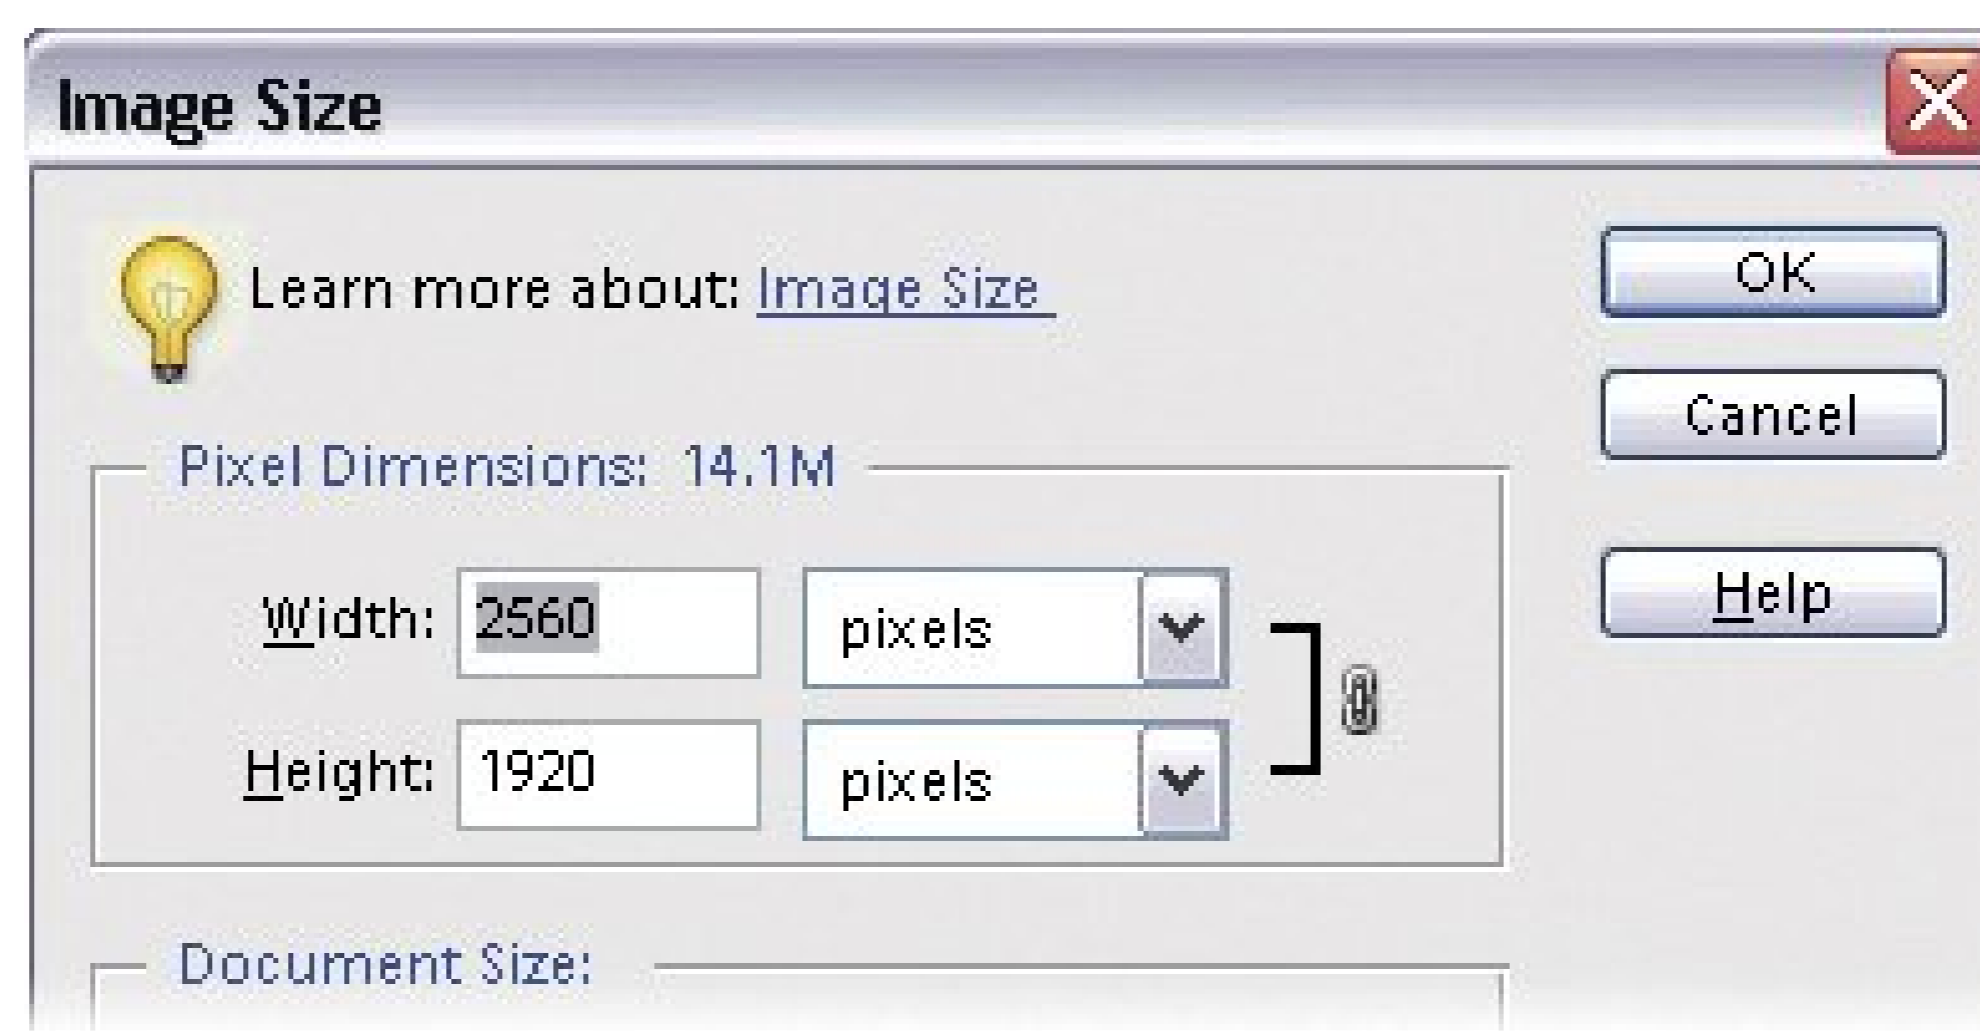 Image Size
Learn more about: Image Size
OK
Cancel
Pixel Dimensions: 14.1M
Help
Width: 2560 pixels
Height: 1920 pixels
Document Size: